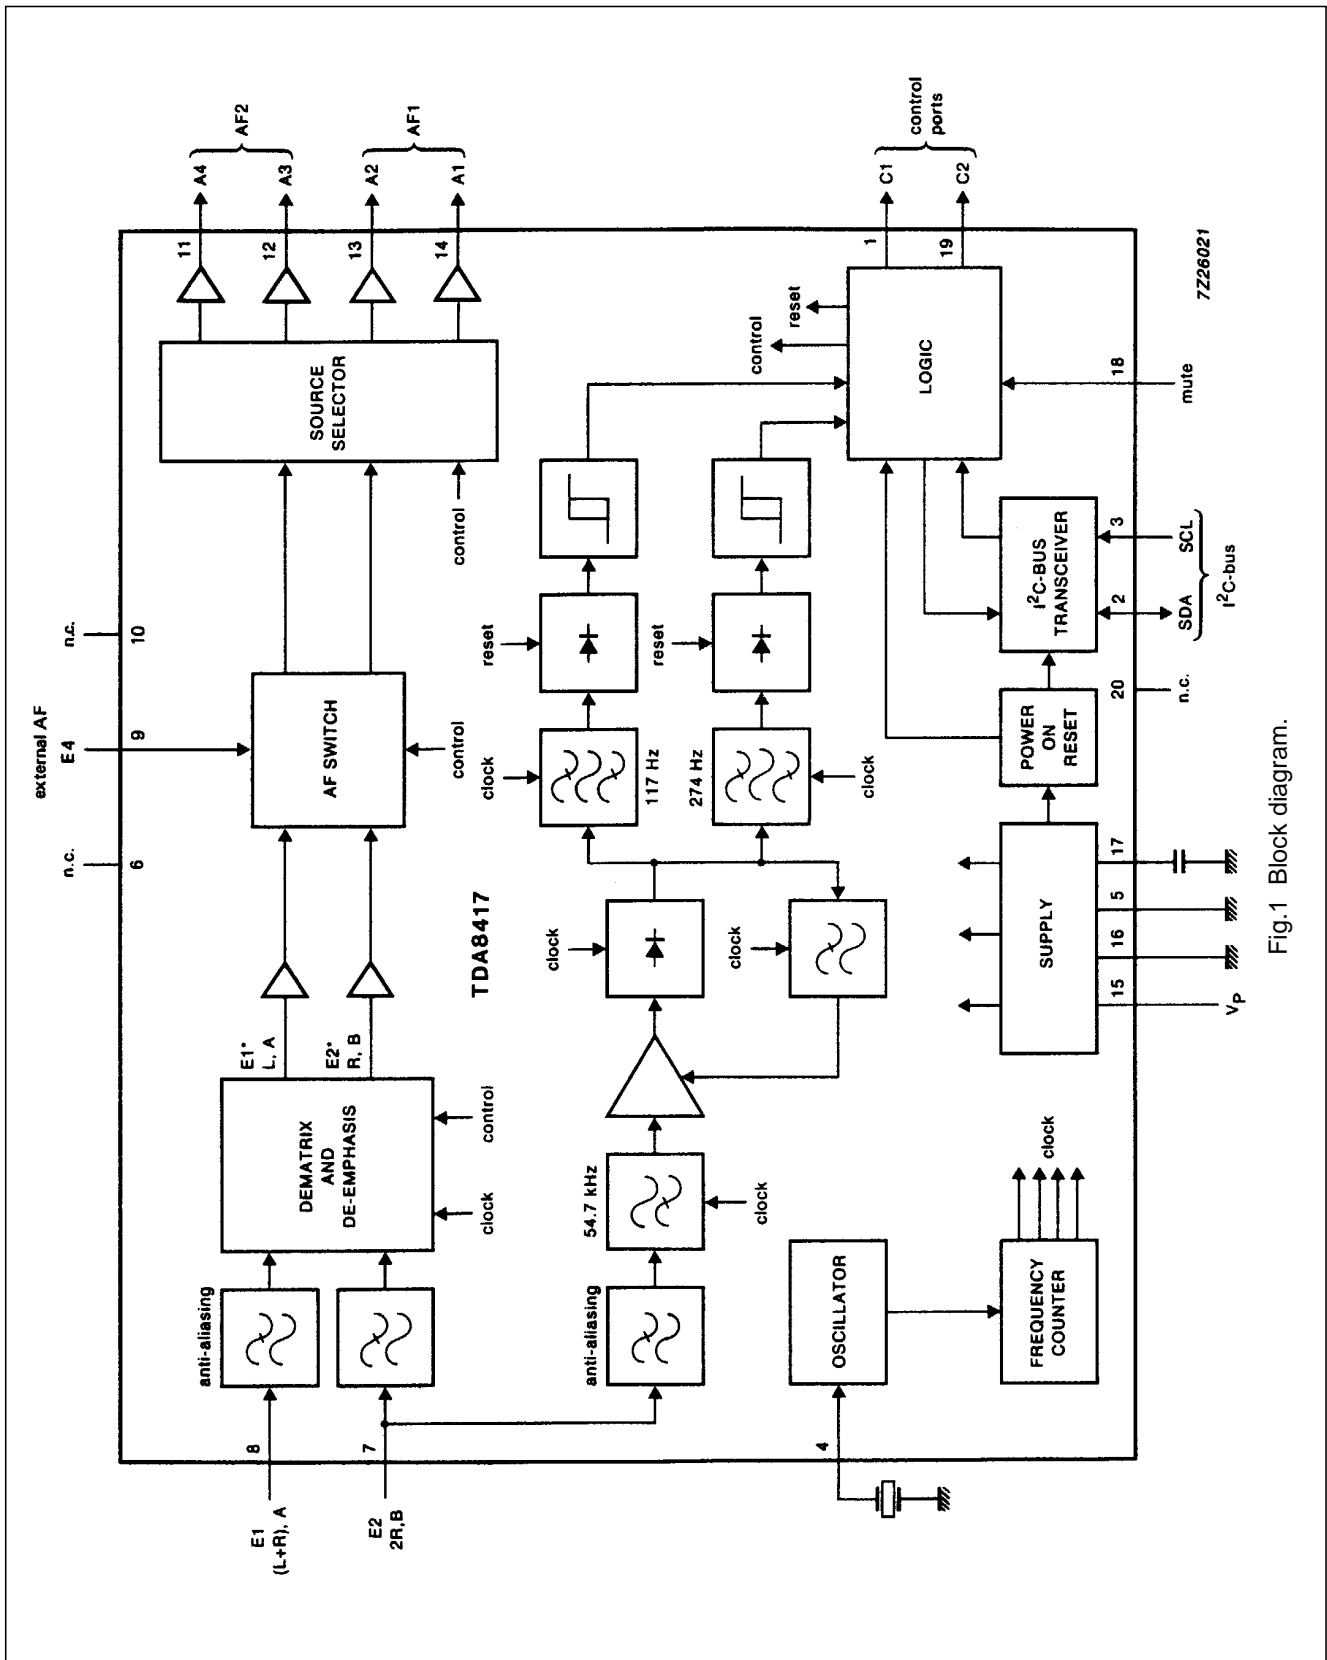 external AF
n.c.
E4
n.c.
6
9
10
E1
(L+R), A
8
anti-aliasing
DEMATRIX
AND
DE-EMPHASIS
E1*
L, A
E2*
R, B
AF SWITCH
SOURCE
SELECTOR
11
A4
12
A3
AF2
13
A2
14
A1
AF1
E2
2R,B
7
clock
control
control
control
TDA8417
anti-aliasing
54.7 kHz
clock
clock
clock
clock
117 Hz
reset
274 Hz
clock
reset
control
reset
LOGIC
1
C1
19
C2
control
ports
4
OSCILLATOR
FREQUENCY
COUNTER
clock
SUPPLY
POWER
ON
RESET
I²C-BUS
TRANSCEIVER
15
16
5
17
20
2
3
18
VP
n.c.
SDA
SCL
mute
I²C-bus
7Z26021
Fig.1 Block diagram.